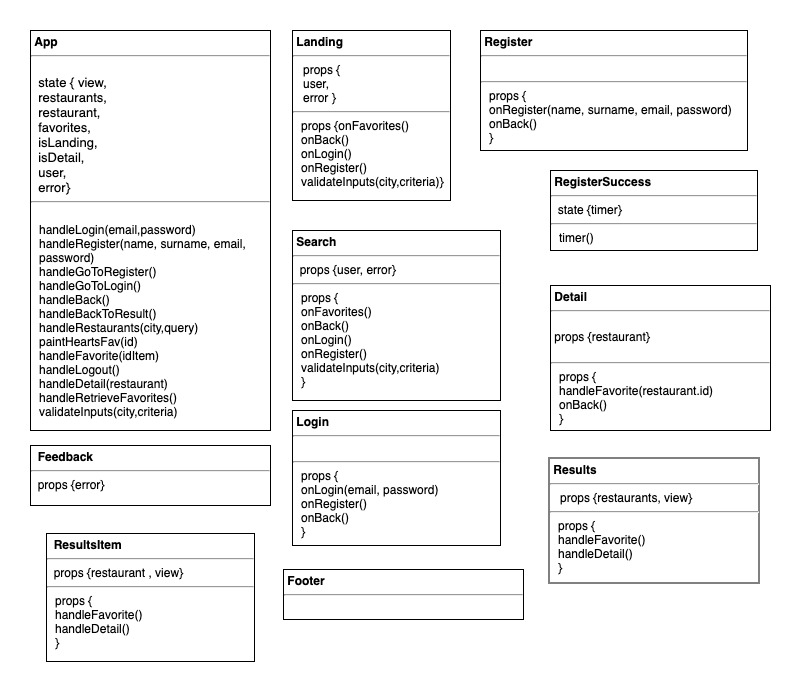 App
state { view,
restaurants,
restaurant,
favorites,
isLanding,
isDetail,
user,
error}
handleLogin(email,password)
handleRegister(name, surname, email,
password)
handleGoToRegister()
handleGoToLogin()
handleBack()
handleBackToResult()
handleRestaurants(city,query)
paintHeartsFav(id)
handleFavorite(idItem)
handleLogout()
handleDetail(restaurant)
handleRetrieveFavorites()
validateInputs(city,criteria)
Feedback
props {error}
ResultsItem
props {restaurant , view}
props {
handleFavorite()
handleDetail()
}
Landing
props {
user,
error }
props {onFavorites()
onBack()
onLogin()
onRegister()
validateInputs(city,criteria)}
Search
props {user, error}
props {
onFavorites()
onBack()
onLogin()
onRegister()
validateInputs(city,criteria)
}
Login
props {
onLogin(email, password)
onRegister()
onBack()
}
Footer
Register
props {
onRegister(name, surname, email, password)
onBack()
}
RegisterSuccess
state {timer}
timer()
Detail
props {restaurant}
props {
handleFavorite(restaurant.id)
onBack()
}
Results
props {restaurants, view}
props {
handleFavorite()
handleDetail()
}